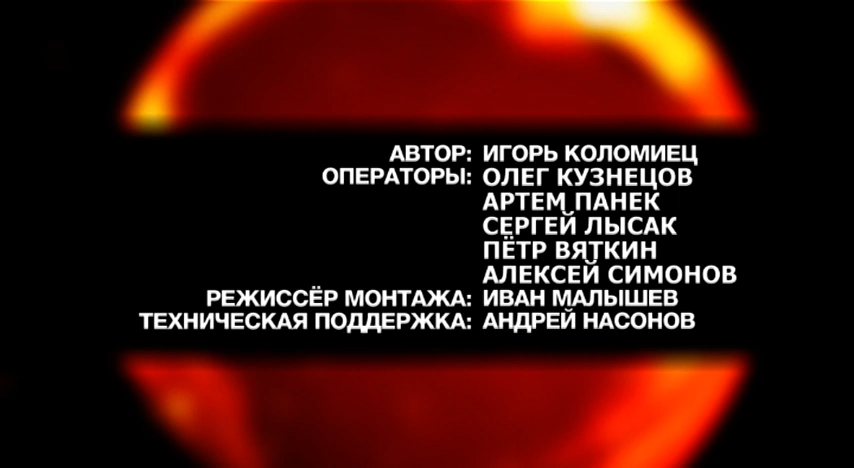 АВТОР: ИГОРЬ КОЛОМИЕЦ
ОПЕРАТОРЫ: ОЛЕГ КУЗНЕЦОВ
АРТЕМ ПАНЕК
СЕРГЕЙ ЛЫСАК
ПЁТР ВЯТКИН
АЛЕКСЕЙ СИМОНОВ
РЕЖИССЁР МОНТАЖА: ИВАН МАЛЫШЕВ
ТЕХНИЧЕСКАЯ ПОДДЕРЖКА: АНДРЕЙ НАСОНОВ